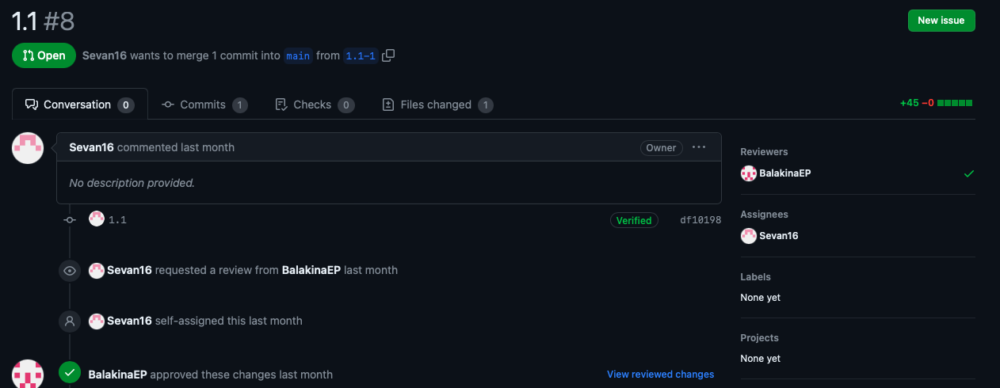 1.1 #8
New issue
Open
Sevan16 wants to merge 1 commit into main from 1.1-1
Conversation 0
Commits 1
Checks 0
Files changed 1
+45 −0
Sevan16 commented last month
Owner
No description provided.
1.1
Verified
df10198
Sevan16 requested a review from BalakinaEP last month
Sevan16 self-assigned this last month
BalakinaEP approved these changes last month
View reviewed changes
Reviewers
BalakinaEP
Assignees
Sevan16
Labels
None yet
Projects
None yet